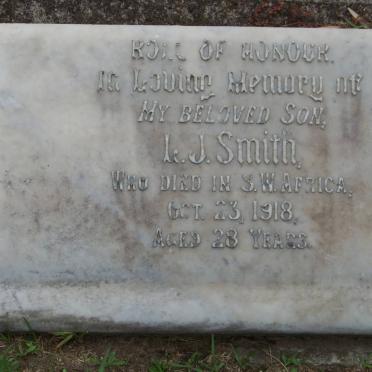 ROLL OF HONOUR.
In Loving Memory of
MY BELOVED SON,
L.J. Smith,
WHO DIED IN S.W. AFRICA,
OCT. 23, 1918,
AGED 28 YEARS.